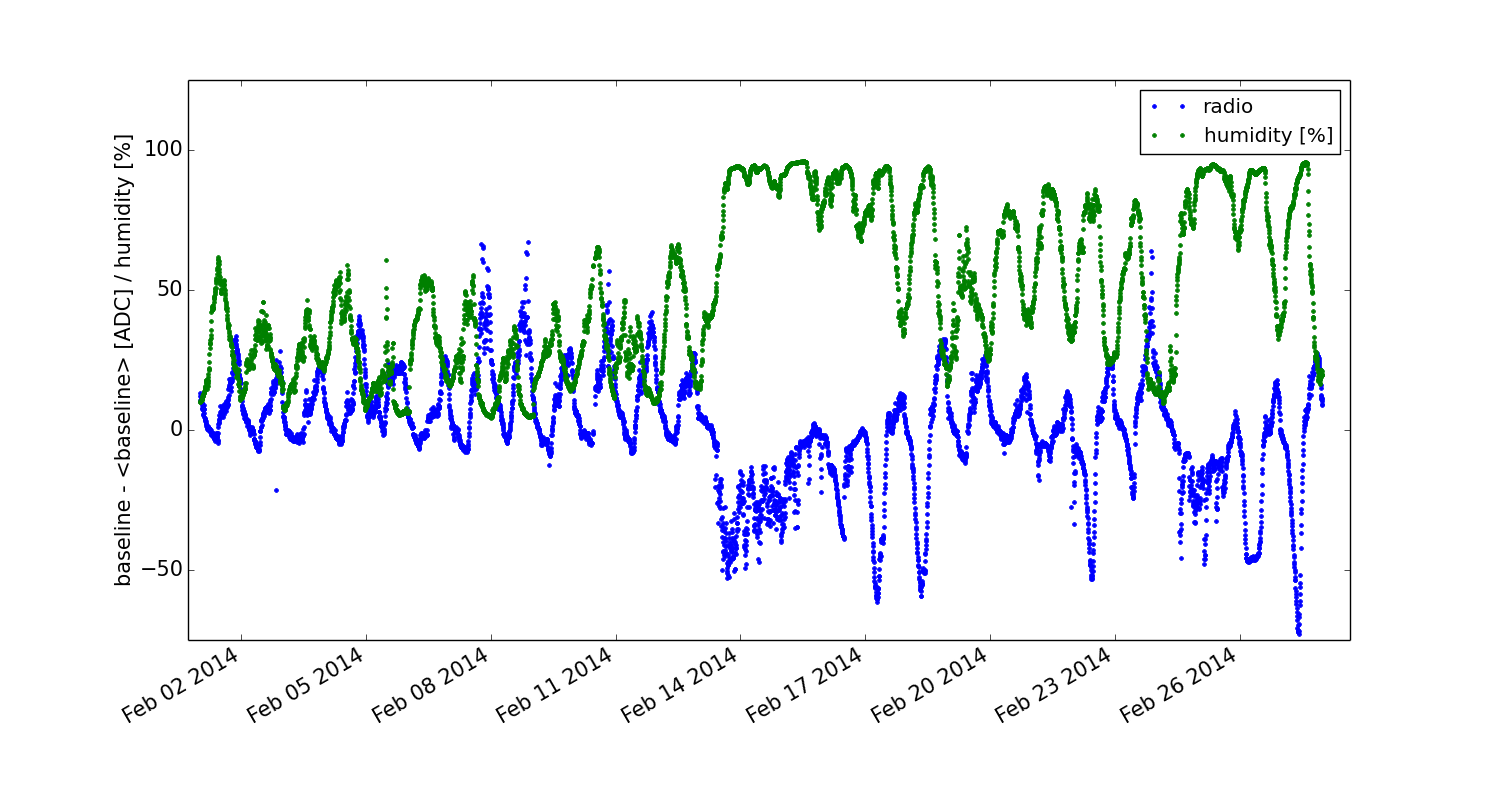 radio
humidity [%]
baseline - <baseline> [ADC] / humidity [%]
100
50
0
−50
Feb 02 2014
Feb 05 2014
Feb 08 2014
Feb 11 2014
Feb 14 2014
Feb 17 2014
Feb 20 2014
Feb 23 2014
Feb 26 2014